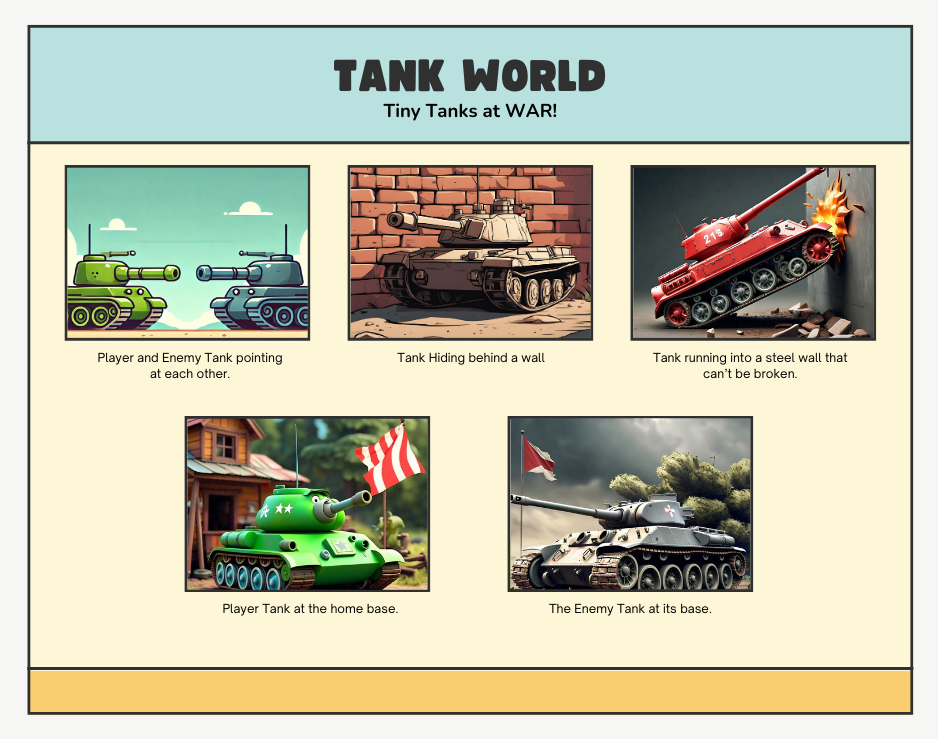 TANK WORLD
Tiny Tanks at WAR!
213
Player and Enemy Tank pointing
at each other.
Tank Hiding behind a wall
Tank running into a steel wall that
can't be broken.
Player Tank at the home base.
The Enemy Tank at its base.